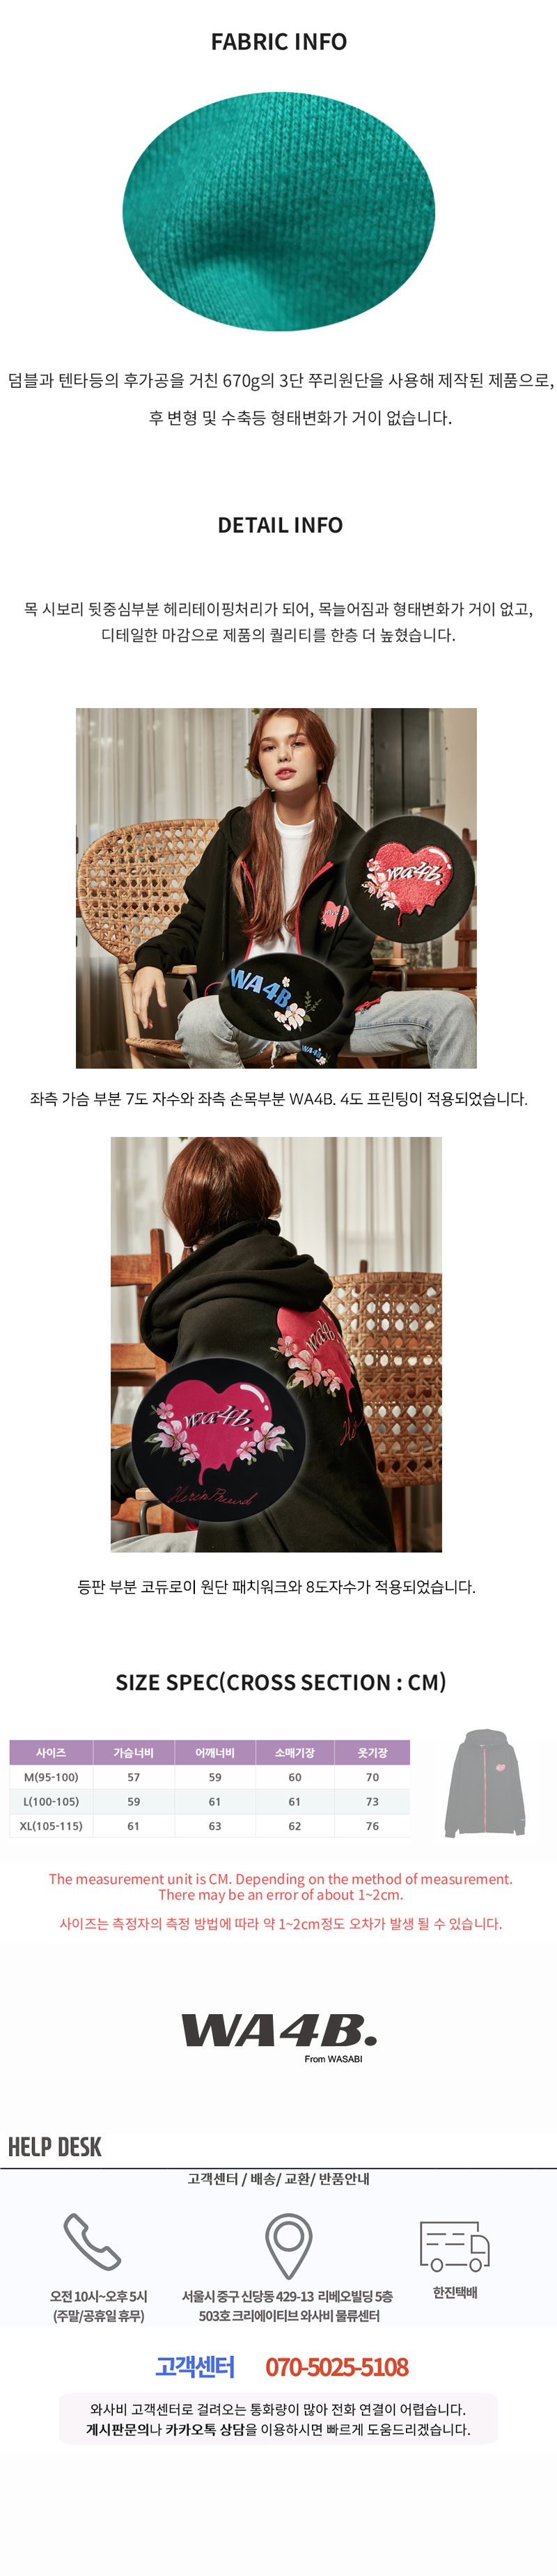 FABRIC INFO
덤블과 텐타등의 후가공을 거친 670g의 3단 쭈리원단을 사용해 제작된 제품으로,
후 변형 및 수축등 형태변화가 거이 없습니다.
DETAIL INFO
목 시보리 뒷중심부분 헤리테이핑처리가 되어, 목늘어짐과 형태변화가 거이 없고,
디테일한 마감으로 제품의 퀄리티를 한층 더 높혔습니다.
wa4b.
WA4B.
WA4B.
좌측 가슴 부분 7도 자수와 좌측 손목부분 WA4B. 4도 프린팅이 적용되었습니다.
wa4b
wa4b.
등판 부분 코듀로이 원단 패치워크와 8도자수가 적용되었습니다.
SIZE SPEC(CROSS SECTION : CM)
사이즈 가슴너비 어깨너비 소매기장 옷기장
M(95-100) 57 59 60 70
L(100-105) 59 61 61 73
XL(105-115) 61 63 62 76
The measurement unit is CM. Depending on the method of measurement.
There may be an error of about 1~2cm.
사이즈는 측정자의 측정 방법에 따라 약 1~2cm정도 오차가 발생 될 수 있습니다.
WA4B.
From WASABI
HELP DESK
고객센터 / 배송/ 교환/ 반품안내
오전 10시~오후 5시
(주말/공휴일 휴무)
서울시 중구 신당동 429-13 리베오빌딩 5층
503호 크리에이티브 와사비 물류센터
한진택배
고객센터 070-5025-5108
와사비 고객센터로 걸려오는 통화량이 많아 전화 연결이 어렵습니다.
게시판문의나 카카오톡 상담을 이용하시면 빠르게 도움드리겠습니다.